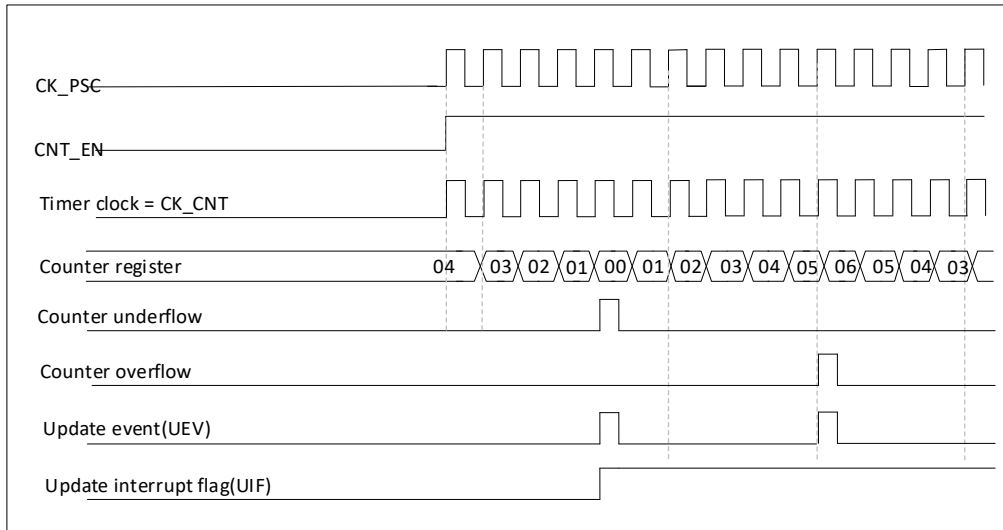 CK_PSC
CNT_EN
Timer clock = CK_CNT
Counter register 04 03 02 01 00 01 02 03 04 05 06 05 04 03
Counter underflow
Counter overflow
Update event(UEV)
Update interrupt flag(UIF)